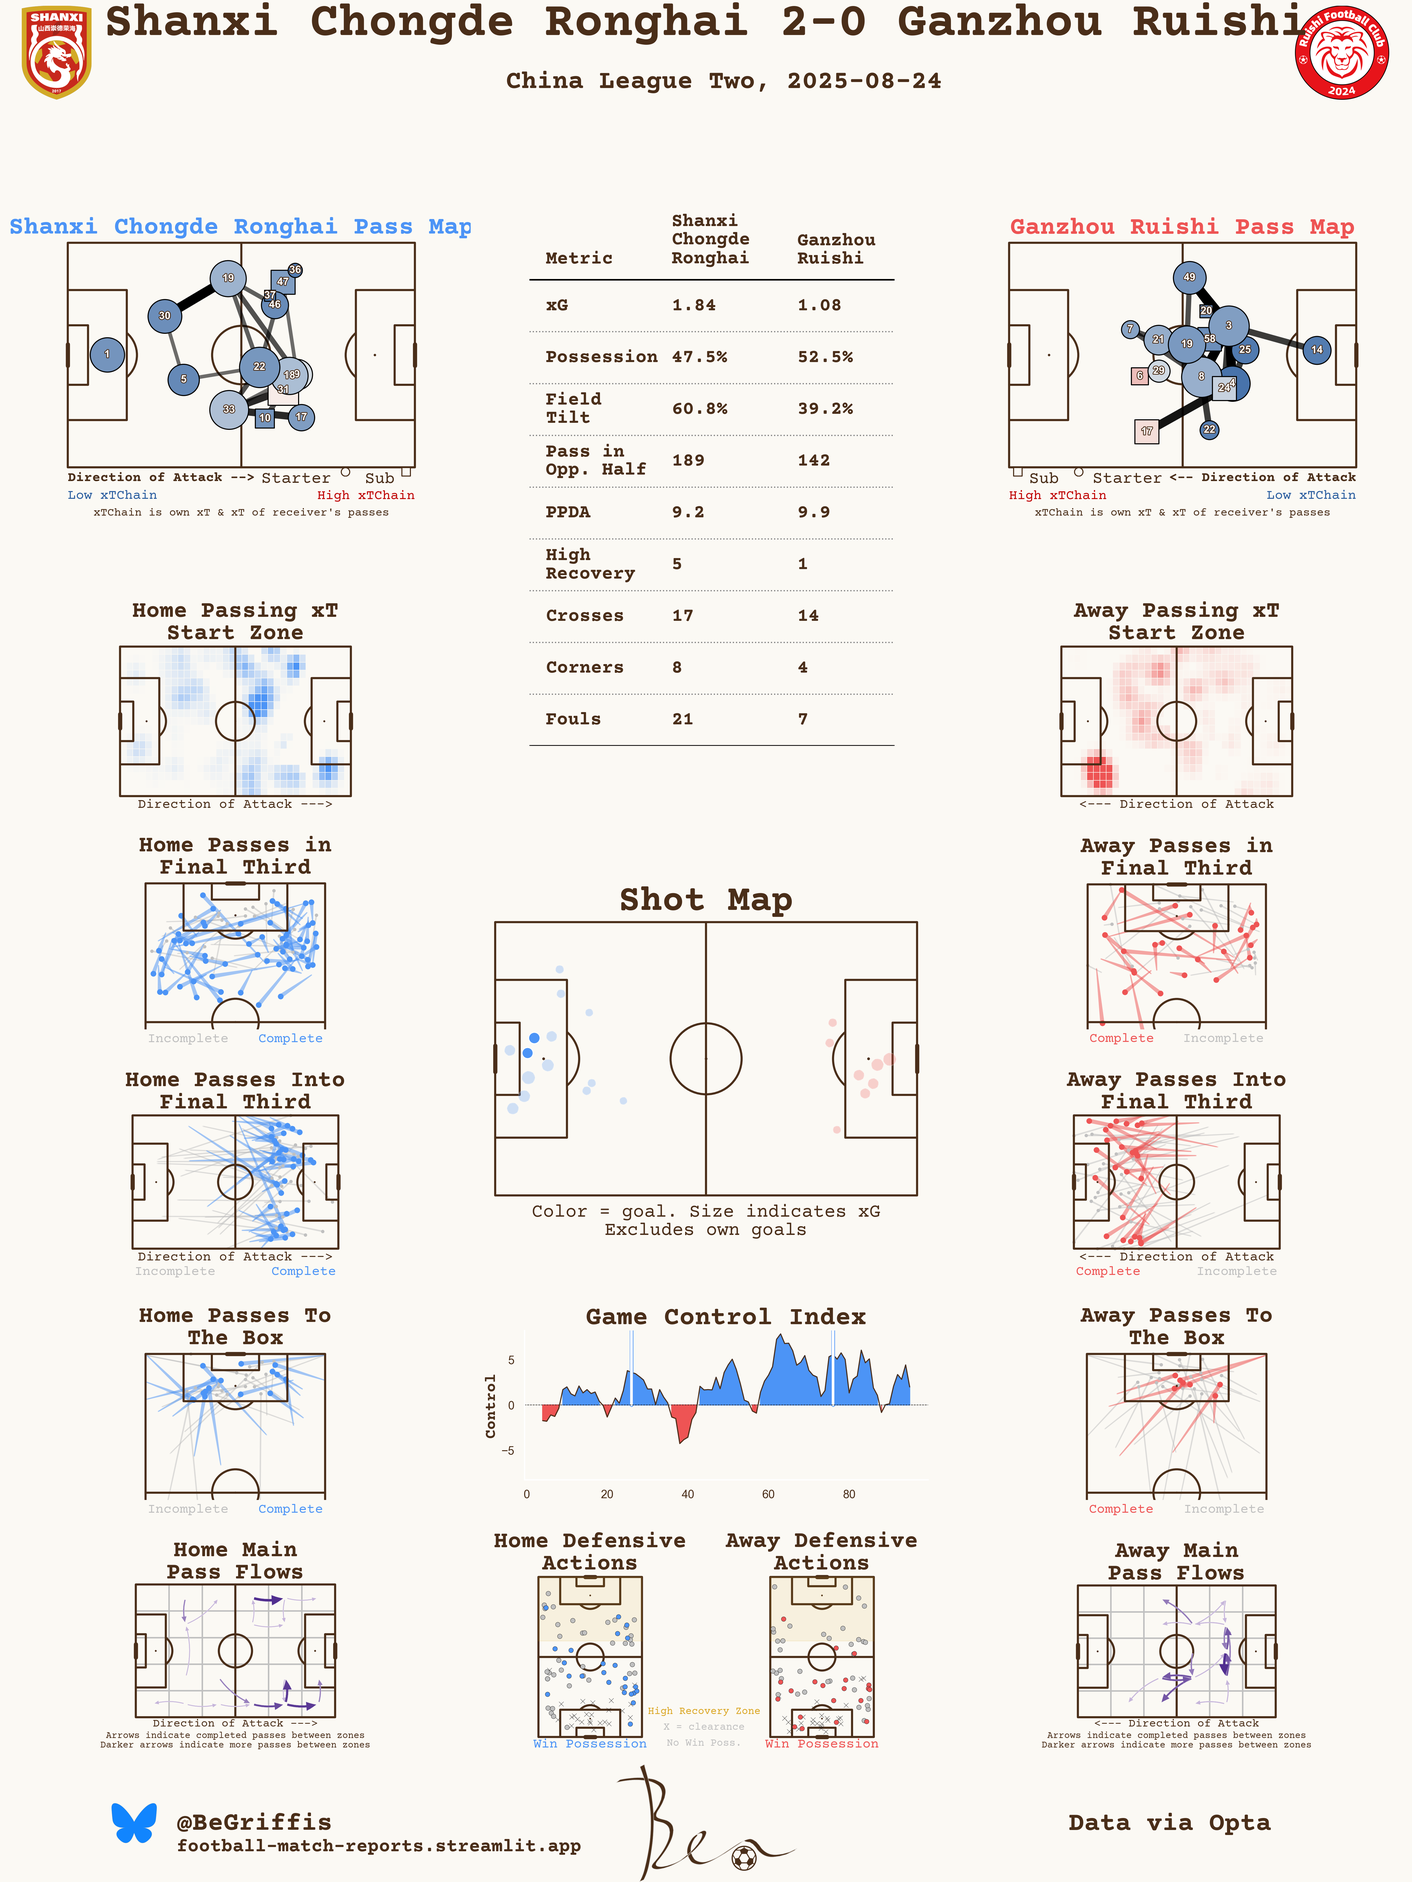 Shanxi Chongde Ronghai 2-0 Ganzhou Ruishi
China League Two, 2025-08-24
SHANXI
山西崇德荣海
2017
Ruishi Football Club
2024
Shanxi Chongde Ronghai Pass Map
19
36
47
37
46
30
1
5
22
18
9
31
33
10
17
Direction of Attack --> Starter Sub
Low xTChain High xTChain
xTChain is own xT & xT of receiver's passes
Metric Shanxi Chongde Ronghai Ganzhou Ruishi
xG 1.84 1.08
Possession 47.5% 52.5%
Field Tilt 60.8% 39.2%
Pass in Opp. Half 189 142
PPDA 9.2 9.9
High Recovery 5 1
Crosses 17 14
Corners 8 4
Fouls 21 7
Ganzhou Ruishi Pass Map
49
20
3
7
21
19
58
25
14
6
29
8
24
4
17
22
Sub Starter <-- Direction of Attack
High xTChain Low xTChain
xTChain is own xT & xT of receiver's passes
Home Passing xT
Start Zone
Direction of Attack --->
Away Passing xT
Start Zone
<--- Direction of Attack
Home Passes in
Final Third
Incomplete Complete
Away Passes in
Final Third
Complete Incomplete
Shot Map
Color = goal. Size indicates xG
Excludes own goals
Home Passes Into
Final Third
Direction of Attack --->
Incomplete Complete
Away Passes Into
Final Third
<--- Direction of Attack
Complete Incomplete
Home Passes To
The Box
Incomplete Complete
Game Control Index
Control
5
0
−5
0 20 40 60 80
Away Passes To
The Box
Complete Incomplete
Home Main
Pass Flows
Direction of Attack --->
Arrows indicate completed passes between zones
Darker arrows indicate more passes between zones
Home Defensive
Actions
Win Possession
High Recovery Zone
X = clearance
No Win Poss.
Away Defensive
Actions
Win Possession
Away Main
Pass Flows
<--- Direction of Attack
Arrows indicate completed passes between zones
Darker arrows indicate more passes between zones
@BeGriffis
football-match-reports.streamlit.app
Ben
Data via Opta